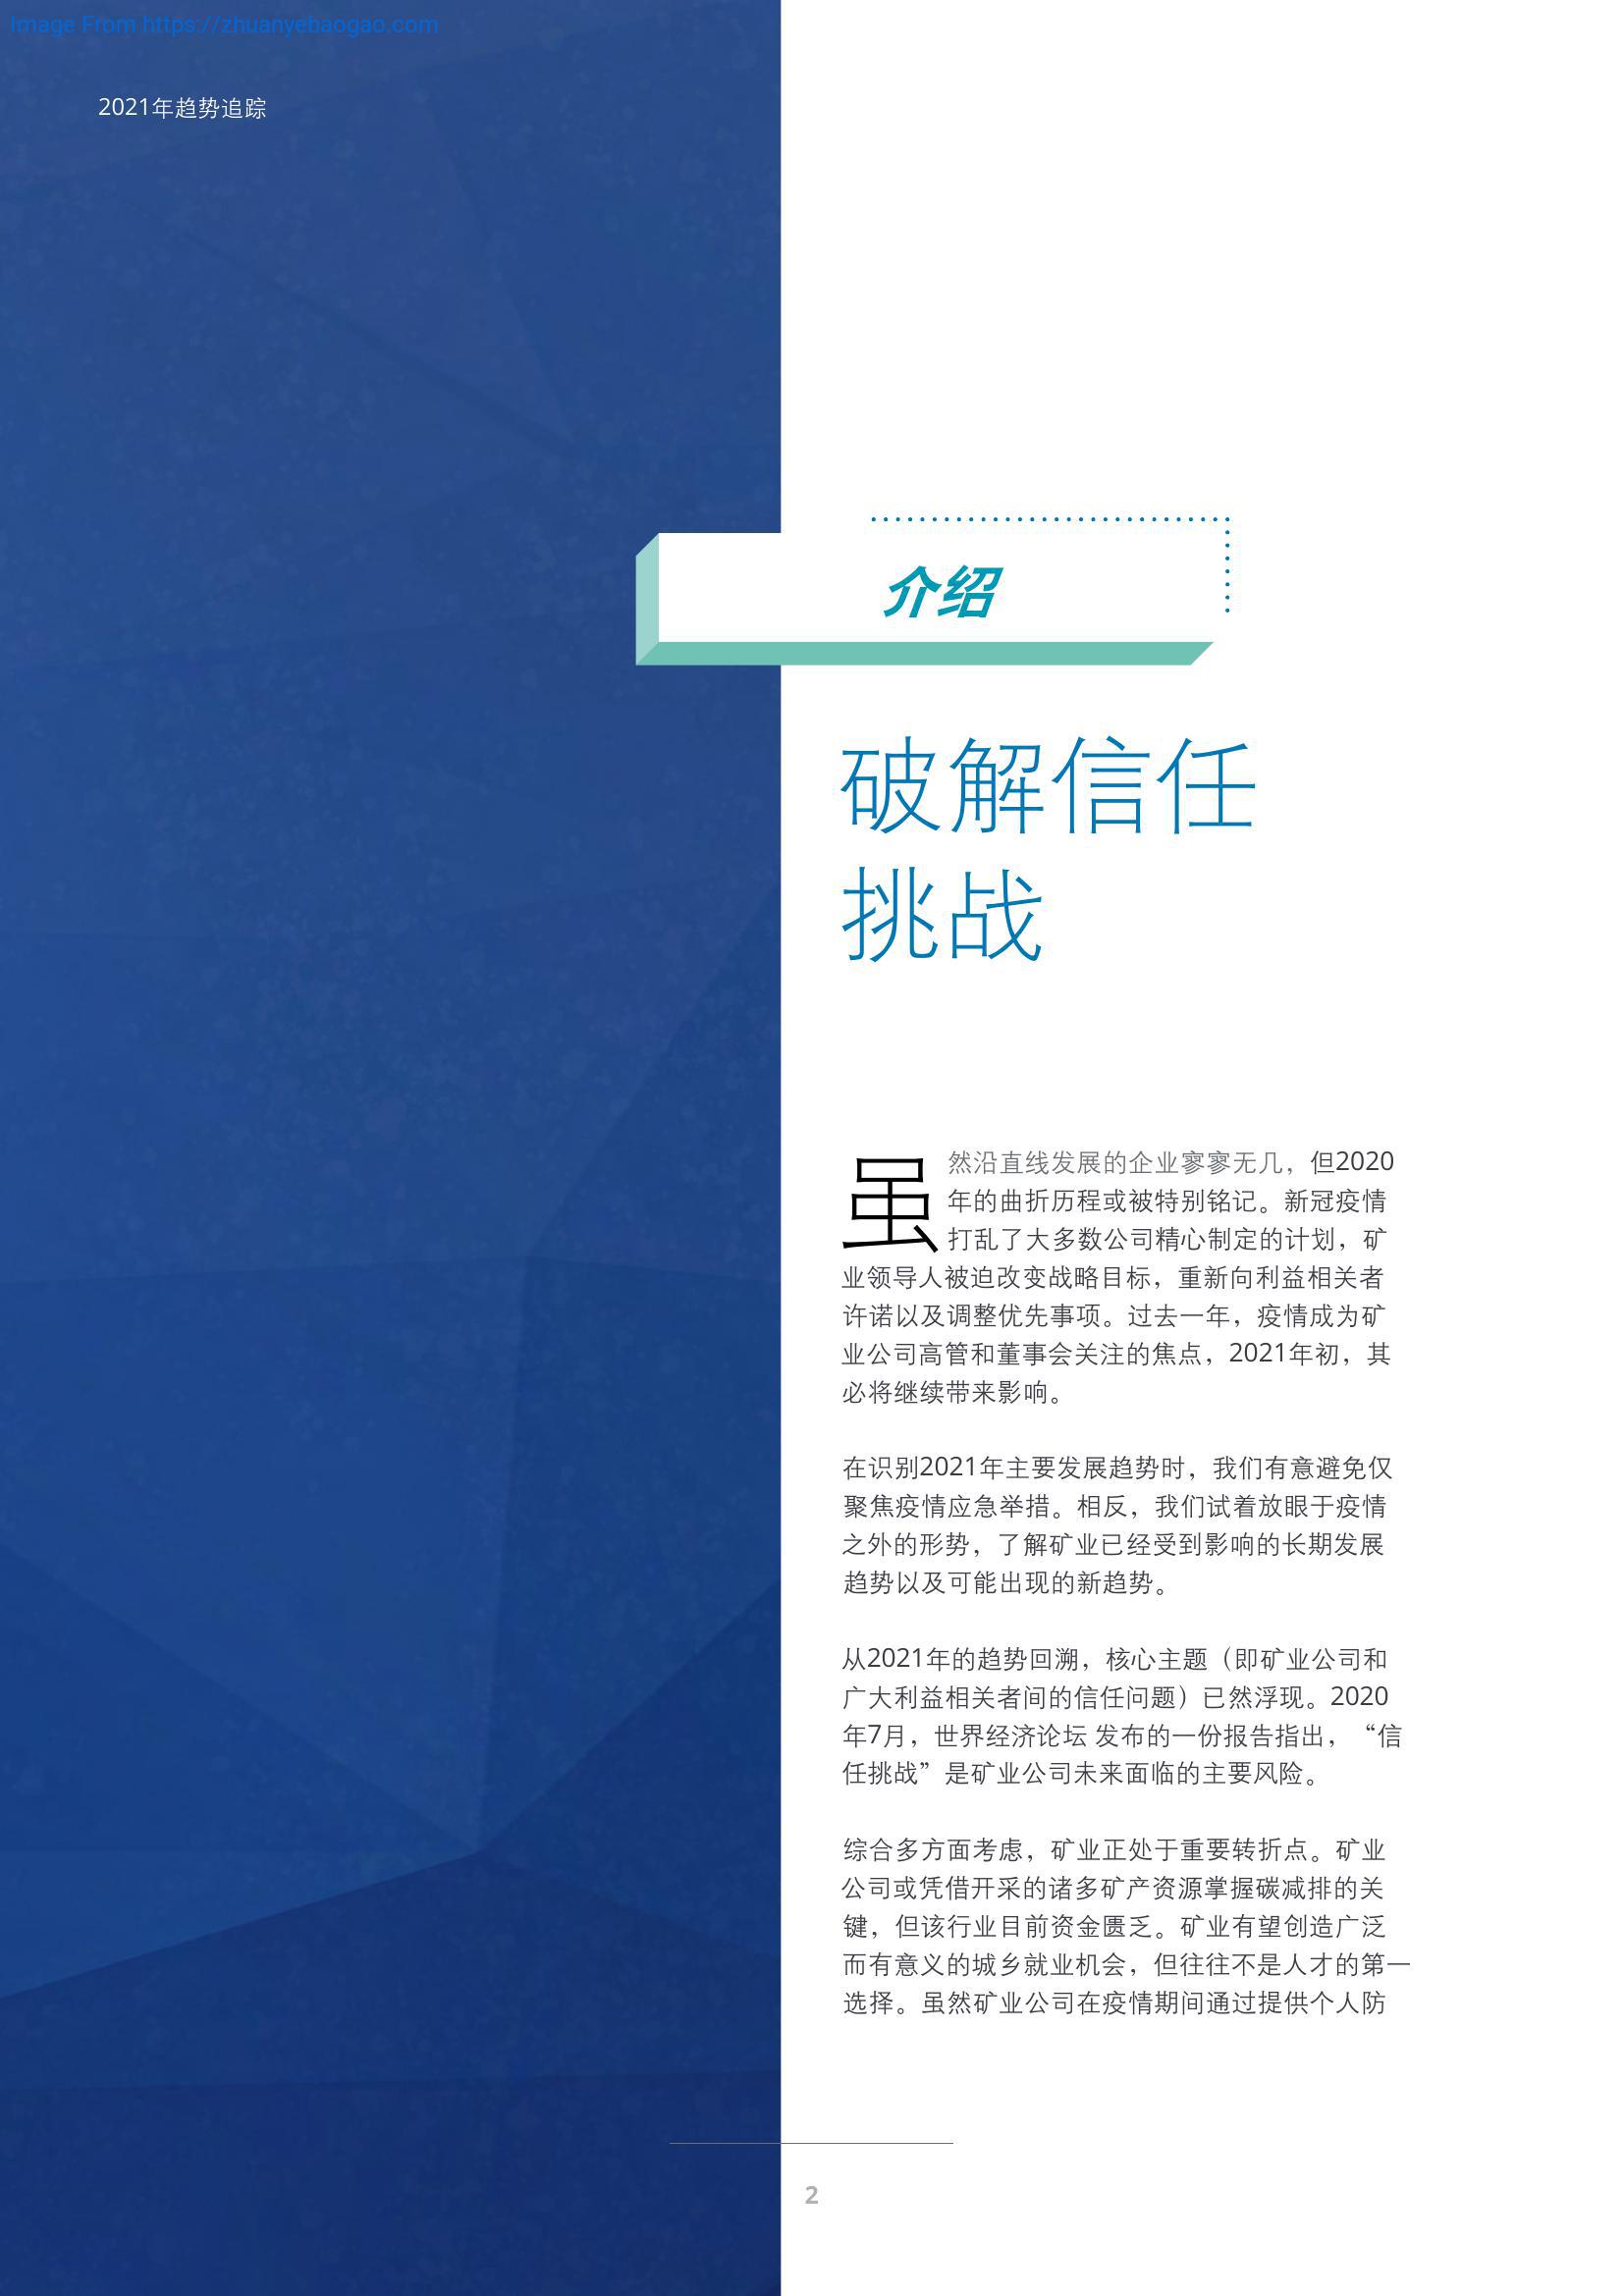 Image From https://zhuanyebaogao.com
2021年趋势追踪
介绍
破解信任
挑战
虽然沿直线发展的企业寥寥无几，但2020
年的曲折历程或被特别铭记。新冠疫情
打乱了大多数公司精心制定的计划，矿
业领导人被迫改变战略目标，重新向利益相关者
许诺以及调整优先事项。过去一年，疫情成为矿
业公司高管和董事会关注的焦点，2021年初，其
必将继续带来影响。
在识别2021年主要发展趋势时，我们有意避免仅
聚焦疫情应急举措。相反，我们试着放眼于疫情
之外的形势，了解矿业已经受到影响的长期发展
趋势以及可能出现的新趋势。
从2021年的趋势回溯，核心主题（即矿业公司和
广大利益相关者间的信任问题）已然浮现。2020
年7月，世界经济论坛 发布的一份报告指出，“信
任挑战”是矿业公司未来面临的主要风险。
综合多方面考虑，矿业正处于重要转折点。矿业
公司或凭借开采的诸多矿产资源掌握碳减排的关
键，但该行业目前资金匮乏。矿业有望创造广泛
而有意义的城乡就业机会，但往往不是人才的第一
选择。虽然矿业公司在疫情期间通过提供个人防
2